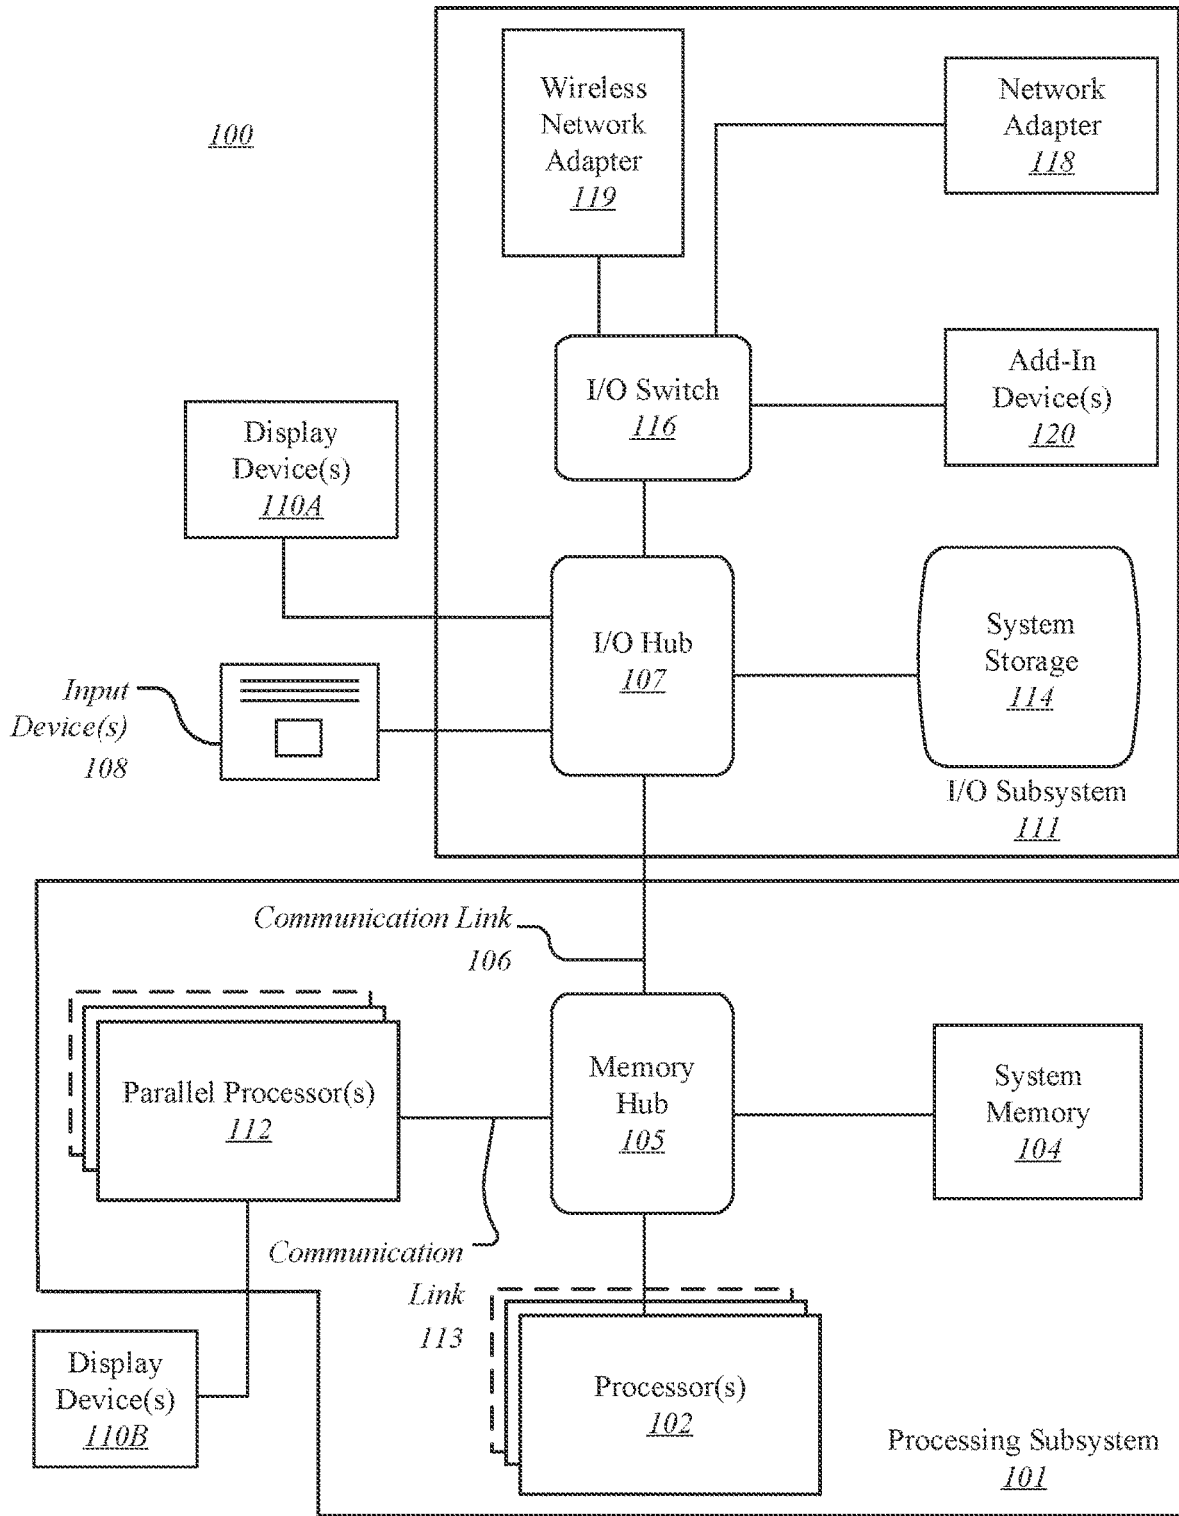 100
Wireless
Network
Adapter
119
Network
Adapter
118
I/O Switch
116
Add-In
Device(s)
120
Display
Device(s)
110A
I/O Hub
107
System
Storage
114
Input
Device(s)
108
I/O Subsystem
111
Communication Link
106
Parallel Processor(s)
112
Memory
Hub
105
System
Memory
104
Communication
Link
113
Display
Device(s)
110B
Processor(s)
102
Processing Subsystem
101